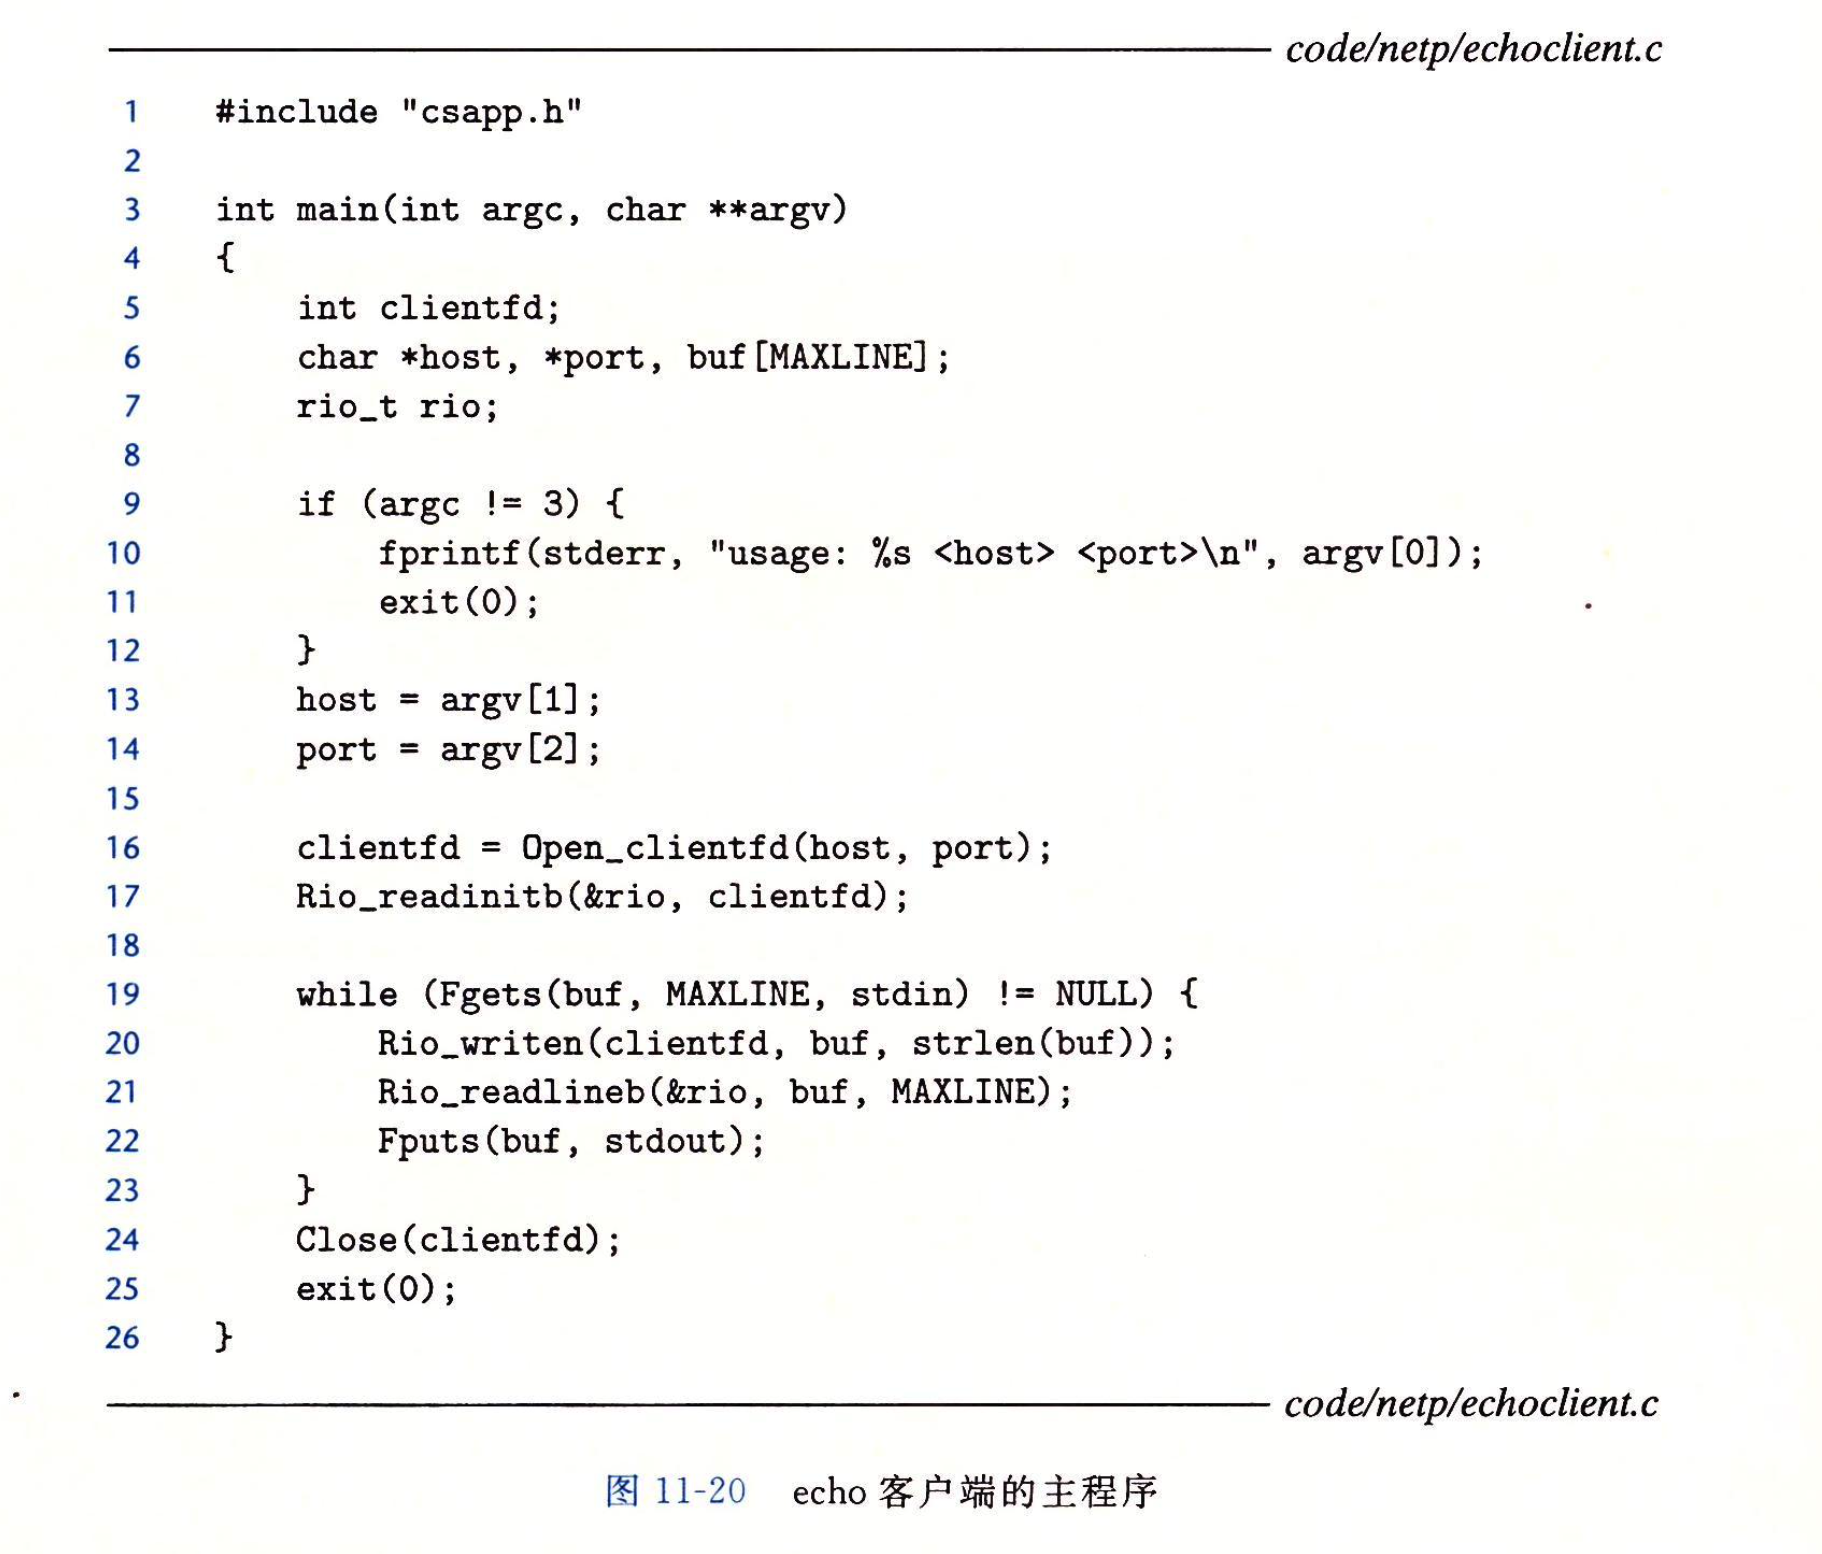 code/netp/echoclient.c
1 #include "csapp.h"
2
3 int main(int argc, char **argv)
4 {
5     int clientfd;
6     char *host, *port, buf[MAXLINE];
7     rio_t rio;
8
9     if (argc != 3) {
10         fprintf(stderr, "usage: %s <host> <port>\n", argv[0]);
11         exit(0);
12     }
13     host = argv[1];
14     port = argv[2];
15
16     clientfd = Open_clientfd(host, port);
17     Rio_readinitb(&rio, clientfd);
18
19     while (Fgets(buf, MAXLINE, stdin) != NULL) {
20         Rio_writen(clientfd, buf, strlen(buf));
21         Rio_readlineb(&rio, buf, MAXLINE);
22         Fputs(buf, stdout);
23     }
24     Close(clientfd);
25     exit(0);
26 }
code/netp/echoclient.c
图 11-20 echo 客户端的主程序